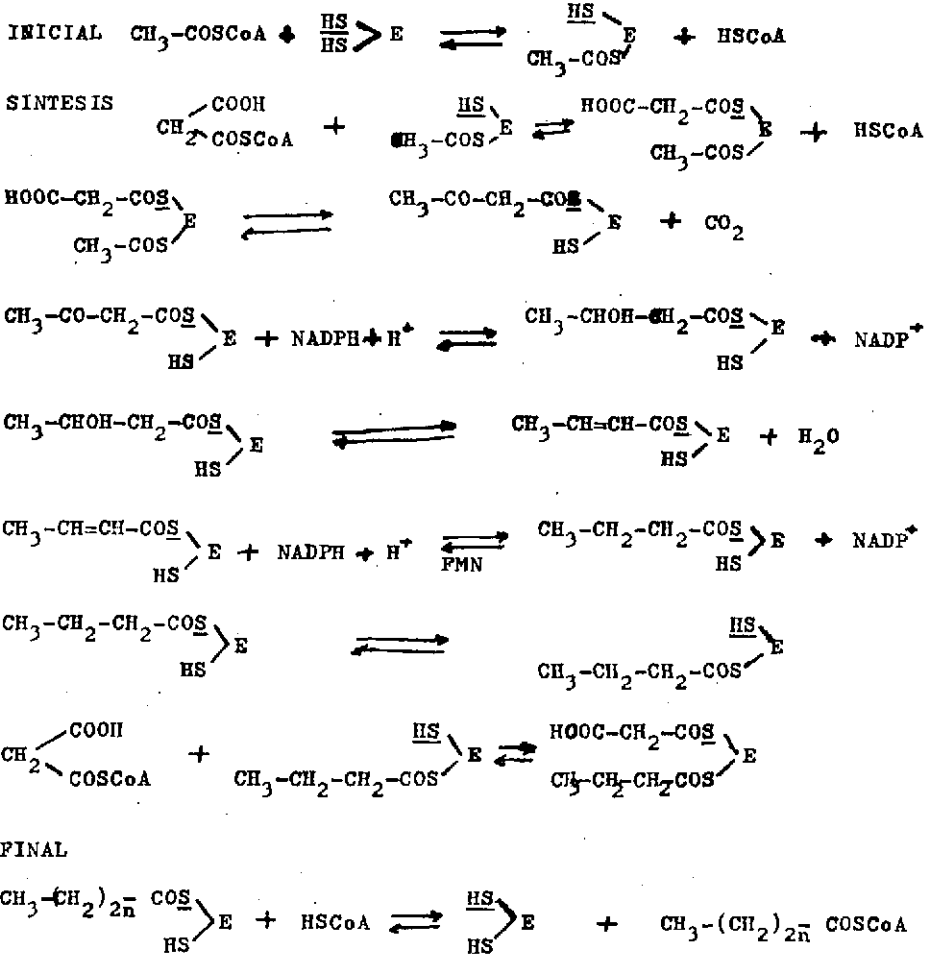 INICIAL CH3-COSCoA + HS HS > E ⇌ HS CH3-COS E + HSCoA
SINTESIS CH2 COOH COSCoA + HS CH3-COS E ⇌ HOOC-CH2-COS CH3-COS E + HSCoA
HOOC-CH2-COS CH3-COS E ⇌ CH3-CO-CH2-COS HS E + CO2
CH3-CO-CH2-COS HS E + NADPH + H+ ⇌ CH3-CHOH-CH2-COS HS E + NADP+
CH3-CHOH-CH2-COS HS E ⇌ CH3-CH=CH-COS HS E + H2O
CH3-CH=CH-COS HS E + NADPH + H+ ⇌ FMN CH3-CH2-CH2-COS HS E + NADP+
CH3-CH2-CH2-COS HS E ⇌ HS CH3-CH2-CH2-COS E
CH2 COOH COSCoA + HS CH3-CH2-CH2-COS E ⇌ HOOC-CH2-COS CH3-CH2-CH2COS E
FINAL
CH3-(CH2)2n COS HS E + HSCoA ⇌ HS HS E + CH3-(CH2)2n COSCoA